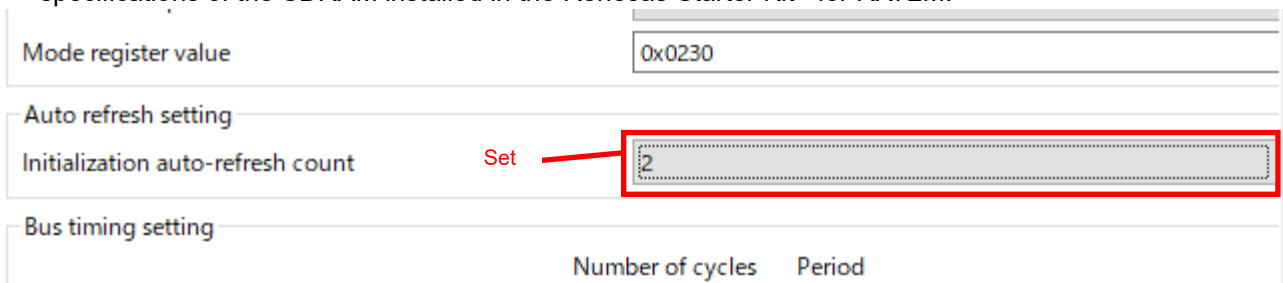 Mode register value 0x0230
Auto refresh setting
Initialization auto-refresh count Set 2
Bus timing setting
Number of cycles Period